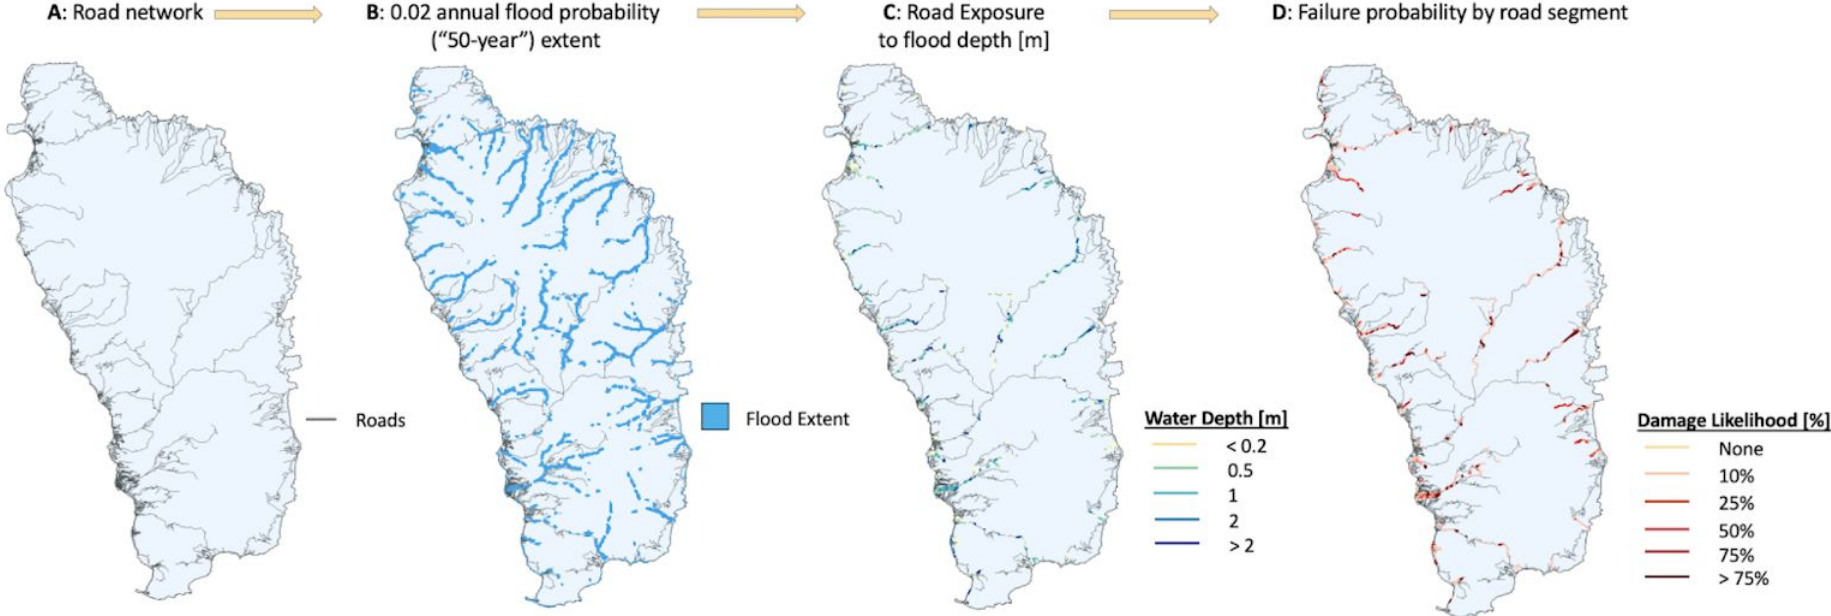 A: Road network
B: 0.02 annual flood probability
(“50-year”) extent
C: Road Exposure
to flood depth [m]
D: Failure probability by road segment
Roads
Flood Extent
Water Depth [m]
< 0.2
0.5
1
2
> 2
Damage Likelihood [%]
None
10%
25%
50%
75%
> 75%